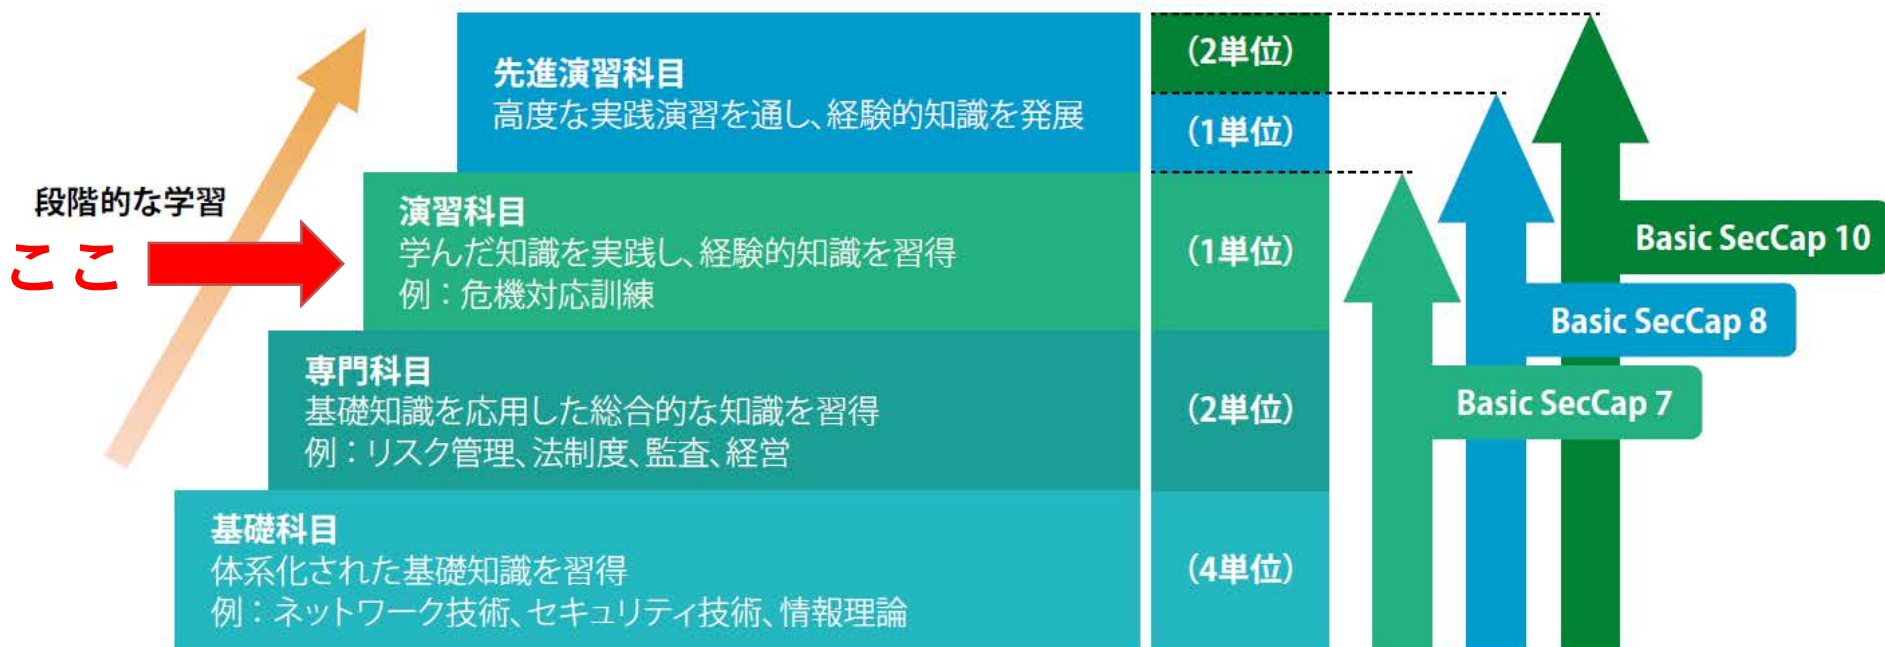 先進演習科目
高度な実践演習を通し、経験的知識を発展
(2単位)
(1単位)
段階的な学習
ここ
演習科目
学んだ知識を実践し、経験的知識を習得
例：危機対応訓練
(1単位)
専門科目
基礎知識を応用した総合的な知識を習得
例：リスク管理、法制度、監査、経営
(2単位)
基礎科目
体系化された基礎知識を習得
例：ネットワーク技術、セキュリティ技術、情報理論
(4単位)
Basic SecCap 10
Basic SecCap 8
Basic SecCap 7